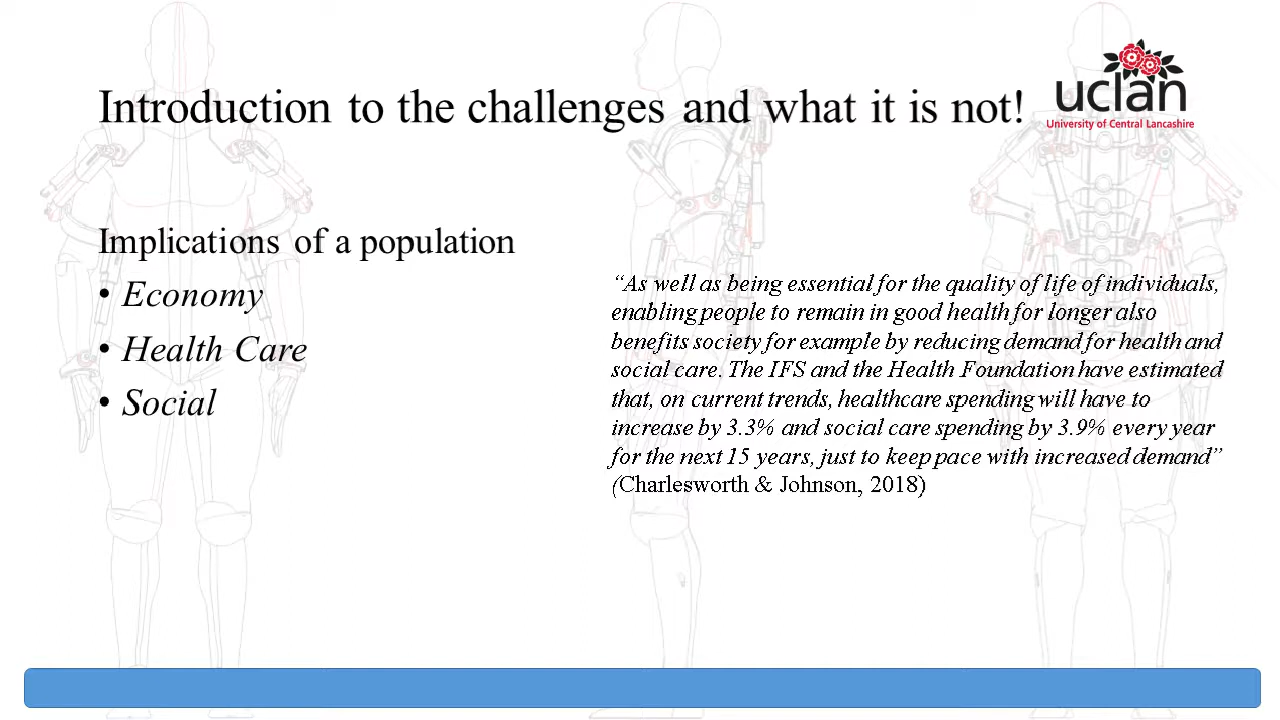 Introduction to the challenges and what it is not!
uclan
University of Central Lancashire
Implications of a population
• Economy
• Health Care
• Social
“As well as being essential for the quality of life of individuals,
enabling people to remain in good health for longer also
benefits society for example by reducing demand for health and
social care. The IFS and the Health Foundation have estimated
that, on current trends, healthcare spending will have to
increase by 3.3% and social care spending by 3.9% every year
for the next 15 years, just to keep pace with increased demand”
(Charlesworth & Johnson, 2018)